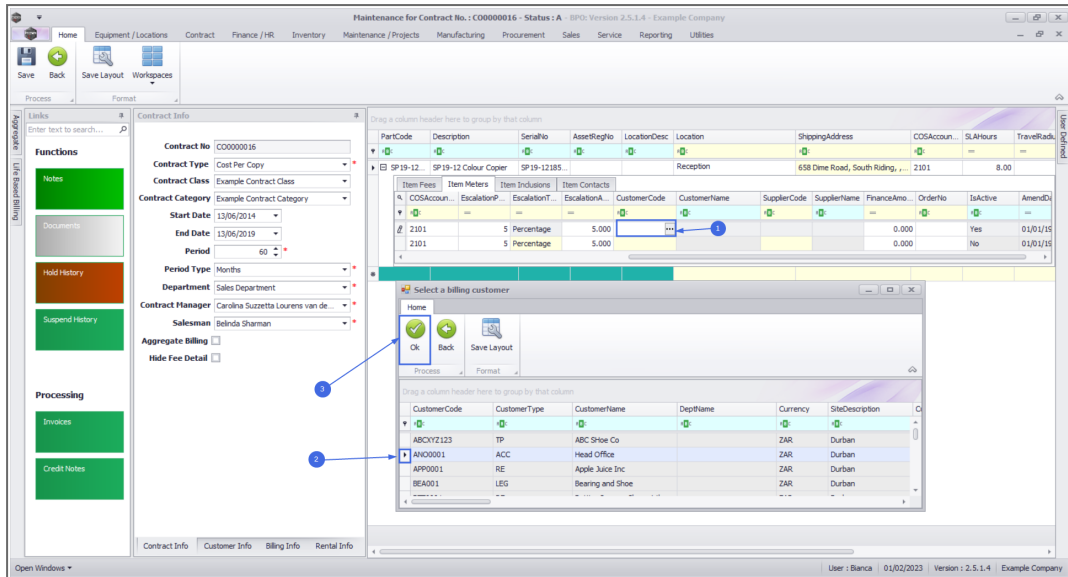 Maintenance for Contract No. : CO0000016 - Status : A - BPO: Version 2.5.1.4 - Example Company
Home Equipment / Locations Contract Finance / HR Inventory Maintenance / Projects Manufacturing Procurement Sales Service Reporting Utilities
Save Back Save Layout Workspaces
Process Format
Aggregate
Life Based Billing
Links
Enter text to search...
Functions
Notes
Documents
Hold History
Suspend History
Processing
Invoices
Credit Notes
Contract Info
Contract No CO0000016
Contract Type Cost Per Copy *
Contract Class Example Contract Class *
Contract Category Example Contract Category *
Start Date 13/06/2014
End Date 13/06/2019
Period 60 *
Period Type Months *
Department Sales Department *
Contract Manager Carolina Suzzetta Lourens van de... *
Salesman Belinda Sharman *
Aggregate Billing
Hide Fee Detail
Contract Info Customer Info Billing Info Rental Info
Drag a column header here to group by that column
PartCode Description SerialNo AssetRegNo LocationDesc Location ShippingAddress COSAccoun... SLAHours TravelRadiu
SP19-12... SP19-12 Colour Copier SP19-12185... Reception 658 Dime Road, South Riding, , ... 2101 8.00
Item Fees Item Meters Item Inclusions Item Contacts
COSAccoun... EscalationP... EscalationT... EscalationA... CustomerCode CustomerName SupplierCode SupplierName FinanceAmo... OrderNo IsActive AmendDa
2101 5 Percentage 5.000 0.000 Yes 01/01/19
2101 5 Percentage 5.000 0.000 No 01/01/19
1
User Defined
Select a billing customer
Home
Ok Back Save Layout
Process Format
3
Drag a column header here to group by that column
CustomerCode CustomerType CustomerName DeptName Currency SiteDescription
ABCXYZ123 TP ABC SHoe Co ZAR Durban
2
ANO0001 ACC Head Office ZAR Durban
APP0001 RE Apple Juice Inc ZAR Durban
BEA001 LEG Bearing and Shoe ZAR Durban
Open Windows User : Bianca 01/02/2023 Version : 2.5.1.4 Example Company